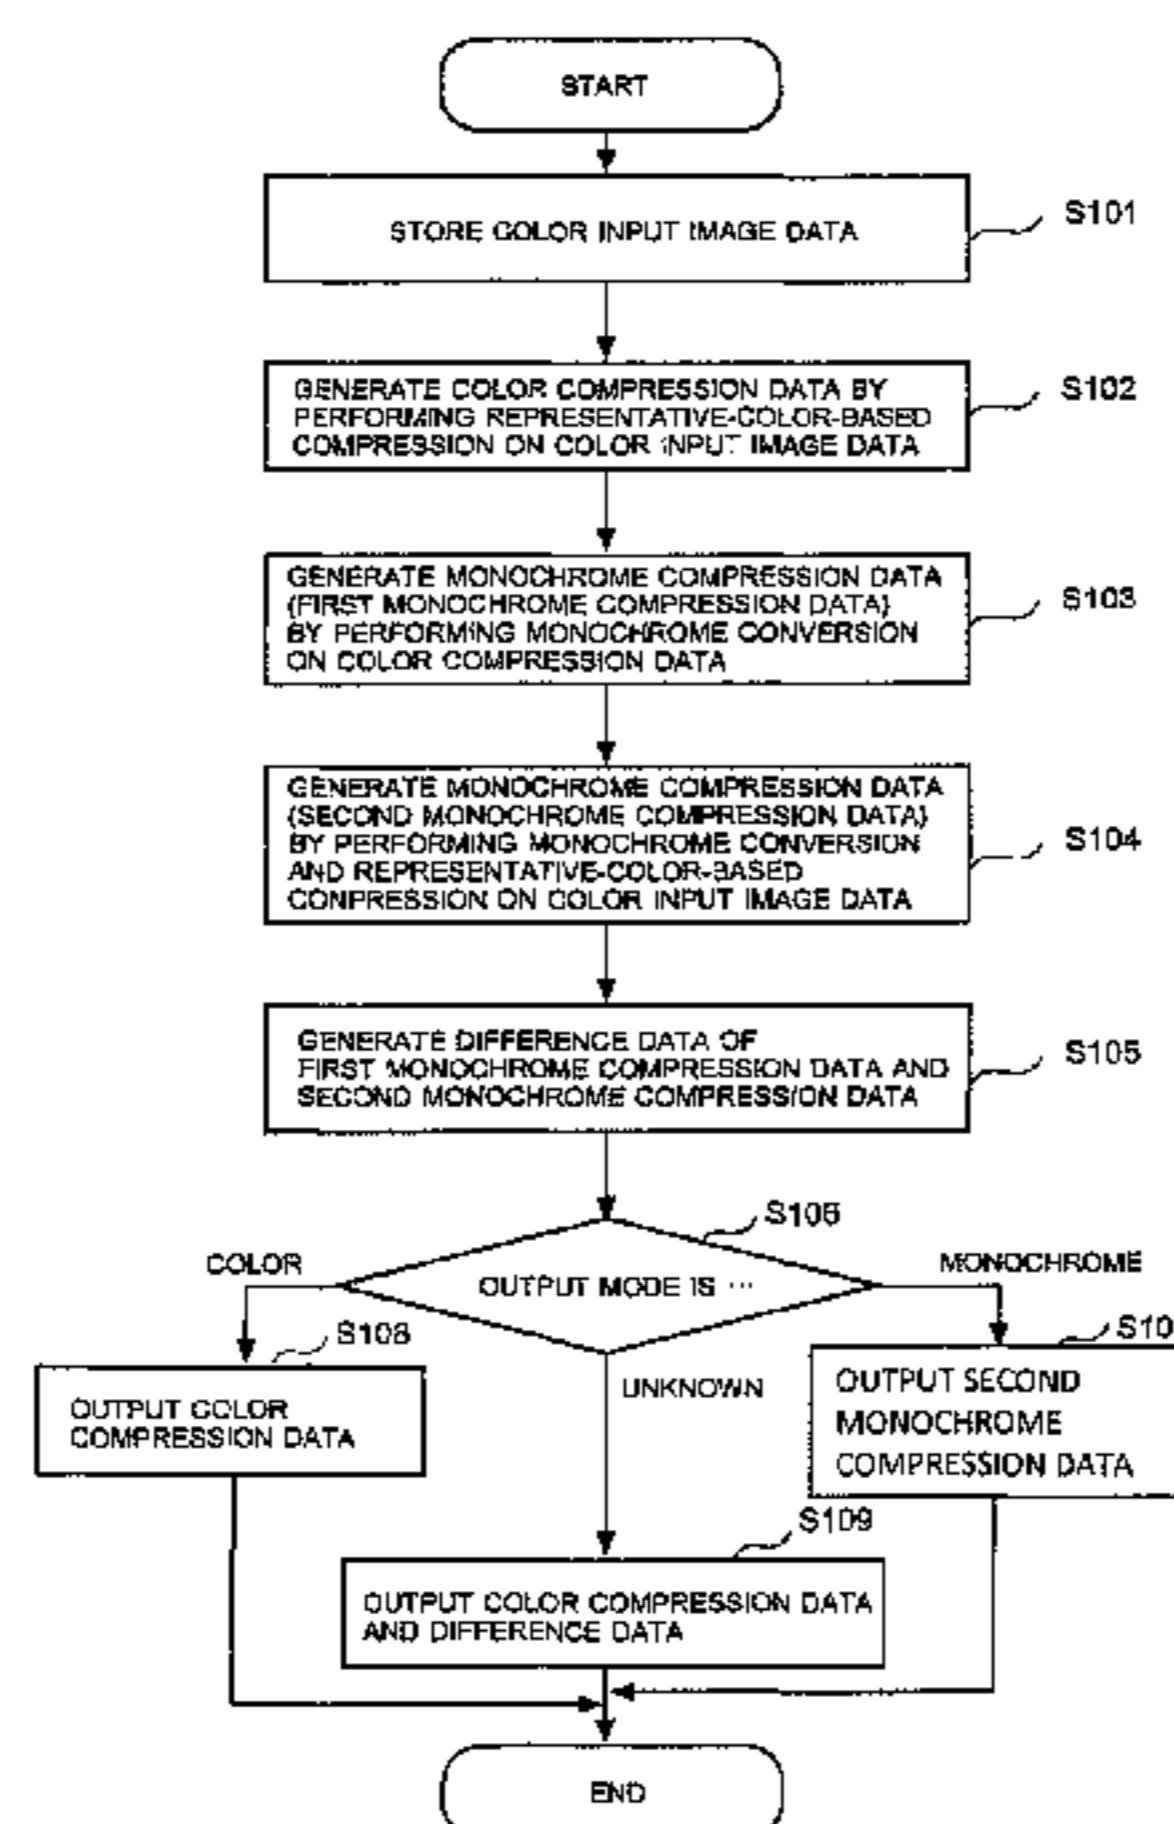 START
STORE COLOR INPUT IMAGE DATA
S101
GENERATE COLOR COMPRESSION DATA BY
PERFORMING REPRESENTATIVE-COLOR-BASED
COMPRESSION ON COLOR INPUT IMAGE DATA
S102
GENERATE MONOCHROME COMPRESSION DATA
(FIRST MONOCHROME COMPRESSION DATA)
BY PERFORMING MONOCHROME CONVERSION
ON COLOR COMPRESSION DATA
S103
GENERATE MONOCHROME COMPRESSION DATA
(SECOND MONOCHROME COMPRESSION DATA)
BY PERFORMING MONOCHROME CONVERSION
AND REPRESENTATIVE-COLOR-BASED
CONPRESSION ON COLOR INPUT IMAGE DATA
S104
GENERATE DIFFERENCE DATA OF
FIRST MONOCHROME COMPRESSION DATA AND
SECOND MONOCHROME COMPRESSION DATA
S105
S106
COLOR
OUTPUT MODE IS ···
MONOCHROME
S108
UNKNOWN
S10
OUTPUT COLOR
COMPRESSION DATA
OUTPUT SECOND
MONOCHROME
COMPRESSION DATA
S109
OUTPUT COLOR COMPRESSION DATA
AND DIFFERENCE DATA
END